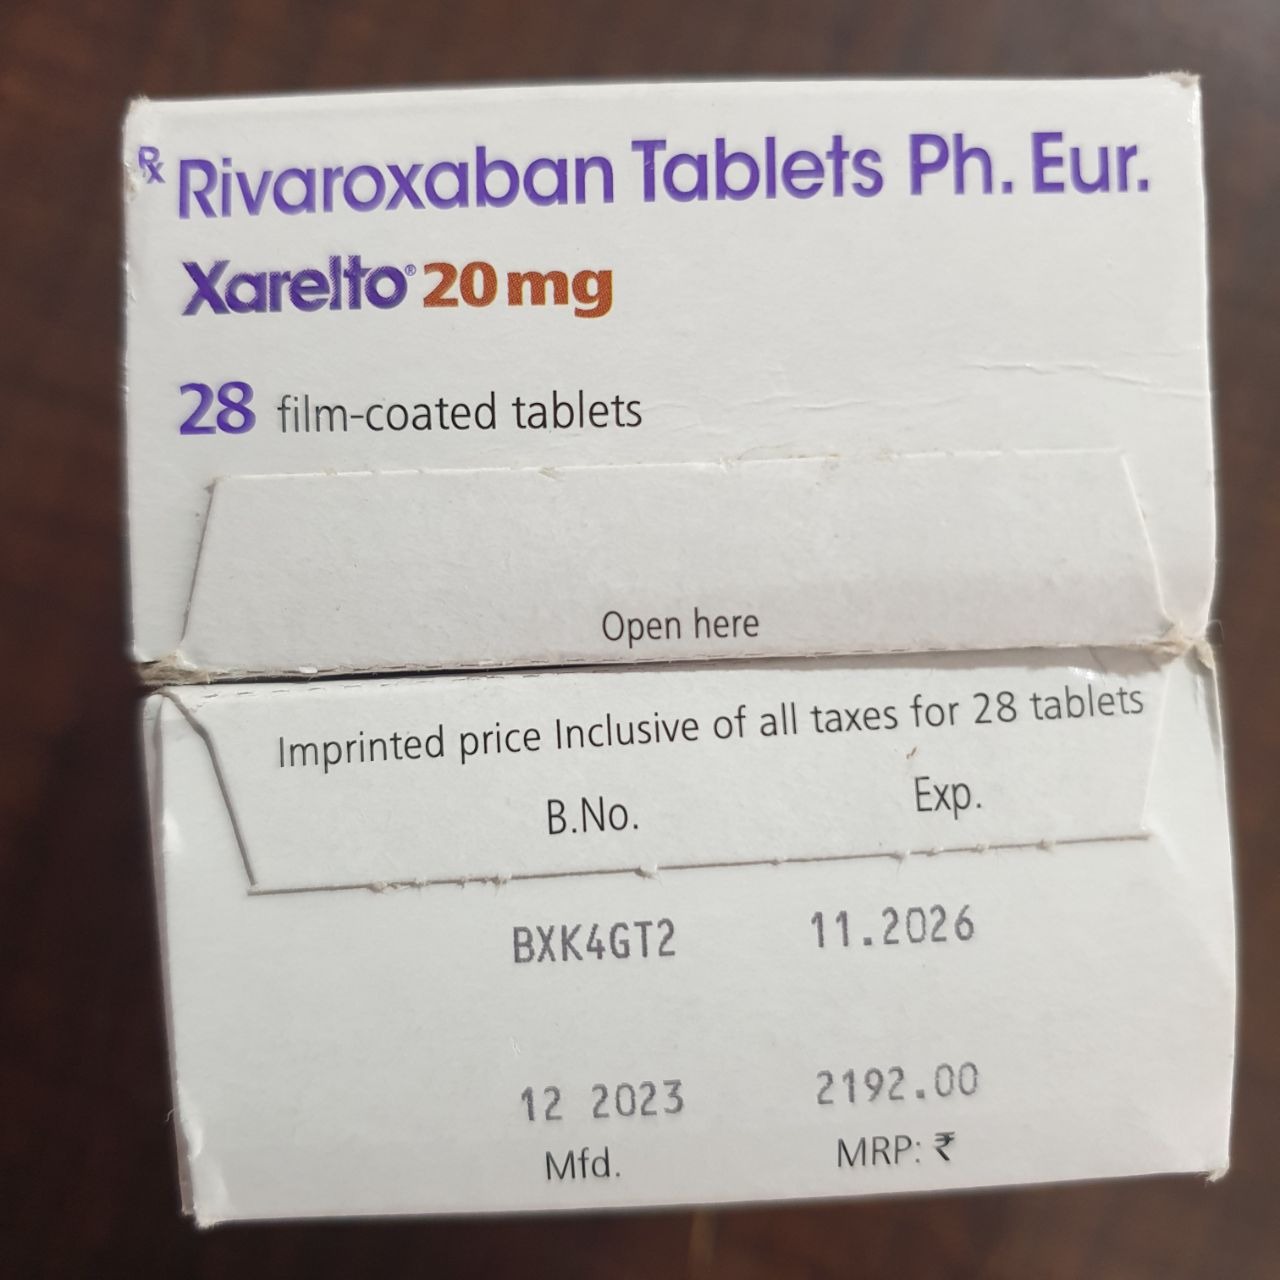 Rx Rivaroxaban Tablets Ph. Eur.
Xarelto® 20 mg
28 film-coated tablets
Open here
Imprinted price Inclusive of all taxes for 28 tablets
B.No. Exp.
BXK4GT2 11.2026
12 2023 2192.00
Mfd. MRP: ₹